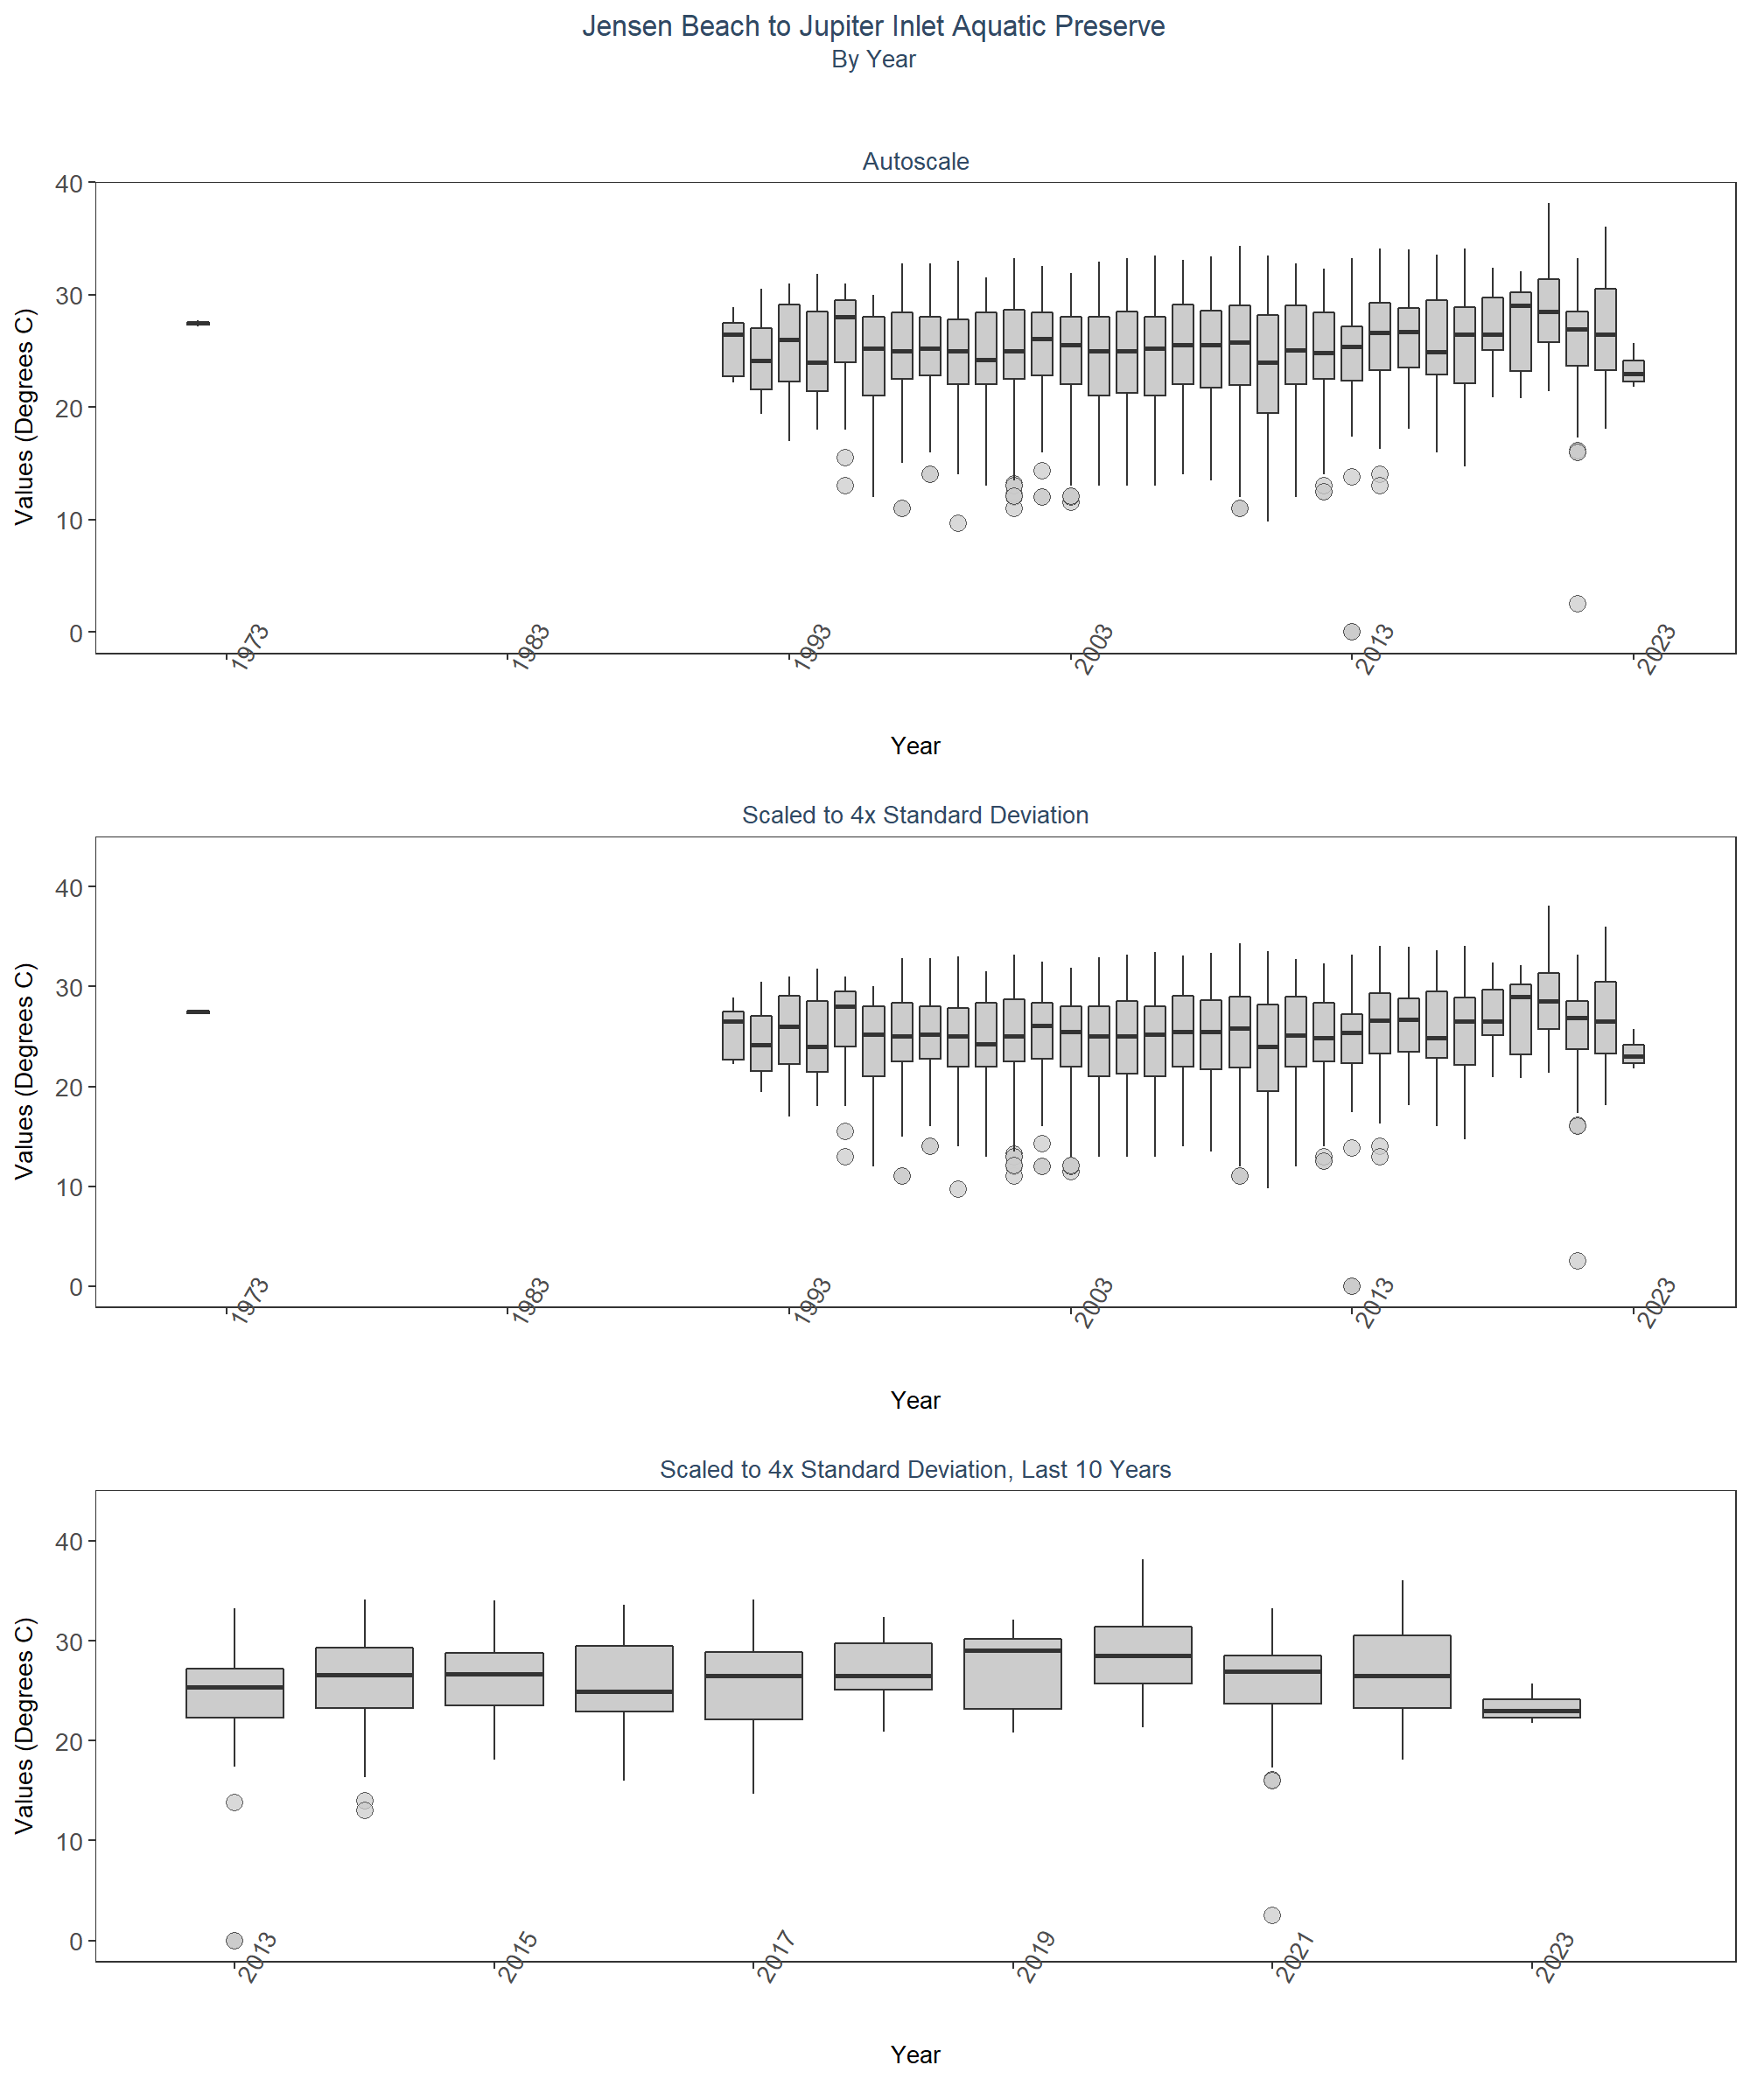 Jensen Beach to Jupiter Inlet Aquatic Preserve
By Year
Autoscale
Values (Degrees C)
40
30
20
10
0
1973 1983 1993 2003 2013 2023
Year
Scaled to 4x Standard Deviation
Values (Degrees C)
40
30
20
10
0
1973 1983 1993 2003 2013 2023
Year
Scaled to 4x Standard Deviation, Last 10 Years
Values (Degrees C)
40
30
20
10
0
2013 2015 2017 2019 2021 2023
Year